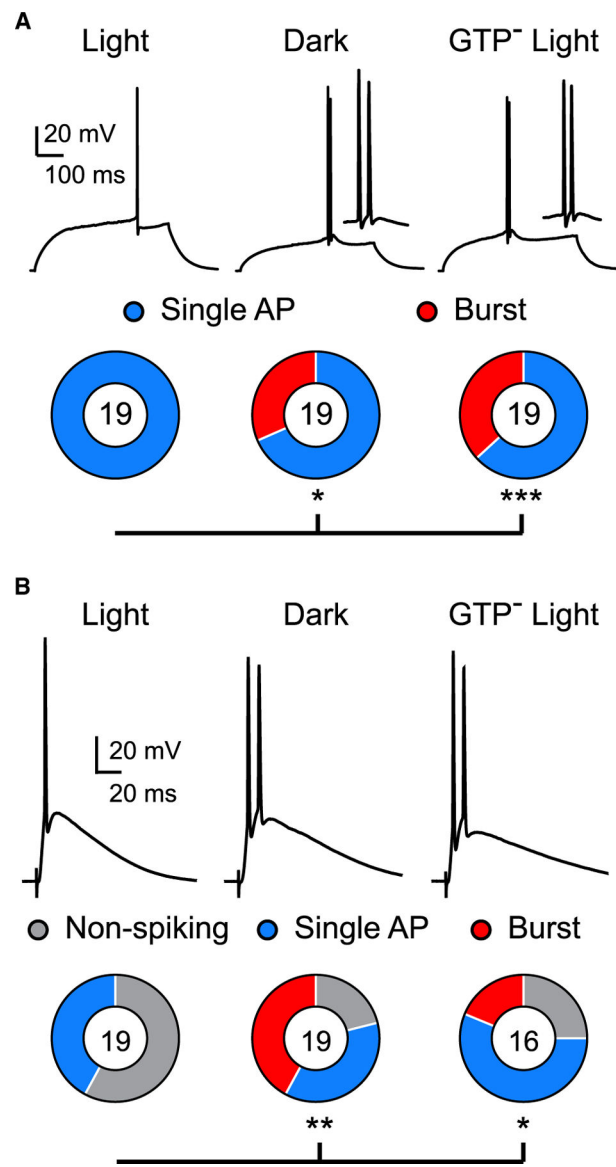 A
Light Dark GTP⁻ Light
20 mV
100 ms
Single AP Burst
19 19 19
* ***
B
Light Dark GTP⁻ Light
20 mV
20 ms
Non-spiking Single AP Burst
19 19 16
** *